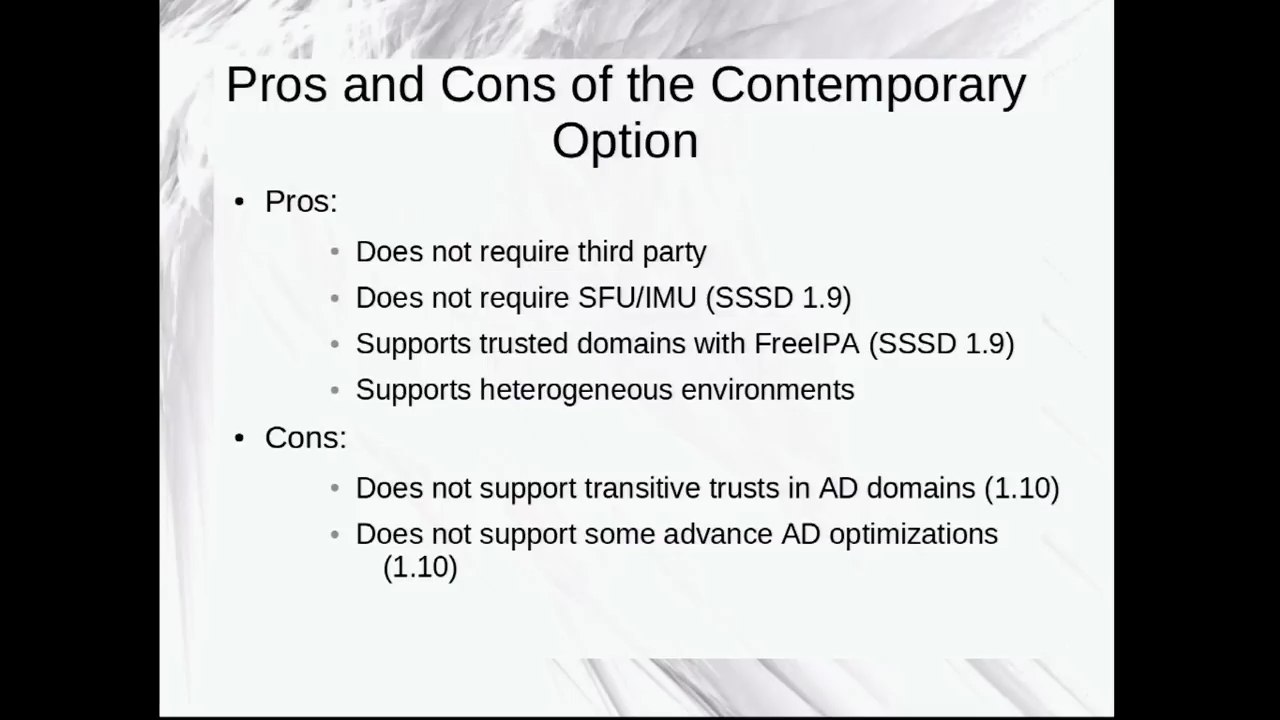 Pros and Cons of the Contemporary
Option
• Pros:
• Does not require third party
• Does not require SFU/IMU (SSSD 1.9)
• Supports trusted domains with FreeIPA (SSSD 1.9)
• Supports heterogeneous environments
• Cons:
• Does not support transitive trusts in AD domains (1.10)
• Does not support some advance AD optimizations
(1.10)